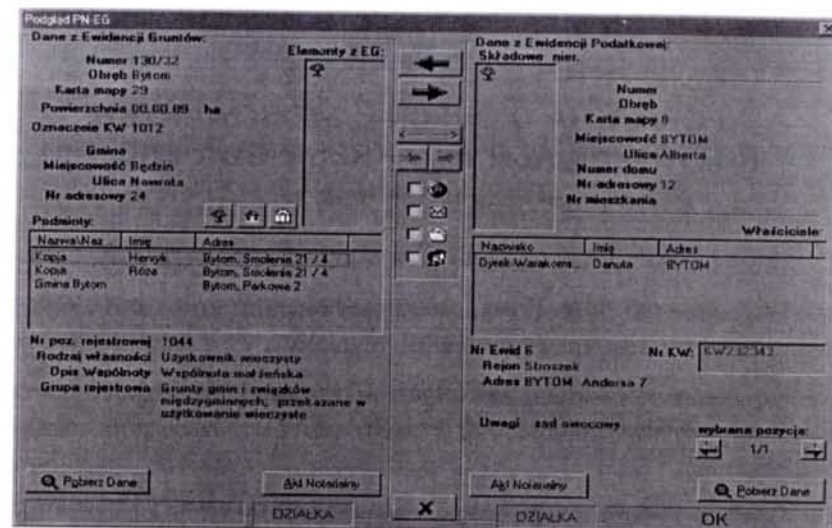 Podgląd PN-EG
Dane z Ewidencji Gruntów:
Numer 130/32
Obręb Bytom
Karta mapy 29
Powierzchnia 00.00.09 ha
Oznaczenie KW 1012
Gmina
Miejscowość Będzin
Ulica Nawrota
Nr adresowy 24
Elementy z EG:
Podmioty:
Nazwa\Naz... Imię Adres
Kopja Henryk Bytom, Smolenia 21 / 4
Kopja Róża Bytom, Smolenia 21 / 4
Gmina Bytom Bytom, Parkowa 2
Nr poz. rejestrowej 1044
Rodzaj własności Użytkownik wieczysty
Opis Wspólnoty Wspólnota małżeńska
Grupa rejestrowa Grunty gmin i związków
międzygminnych, przekazane w
użytkowanie wieczyste
Pobierz Dane
Akt Notarialny
DZIAŁKA
Dane z Ewidencji Podatkowej:
Składowe nier.
Numer
Obręb
Karta mapy 0
Miejscowość BYTOM
Ulica Alberta
Numer domu
Nr adresowy 12
Nr mieszkania
Właściciele:
Nazwisko Imię Adres
Danuta BYTOM
Nr Ewid 6
Nr KW: KW232342
Rejon Stroszek
Adres BYTOM Andersa 7
Uwagi sad owocowy
wybrana pozycja:
1/1
Akt Notarialny
Pobierz Dane
DZIAŁKA
OK